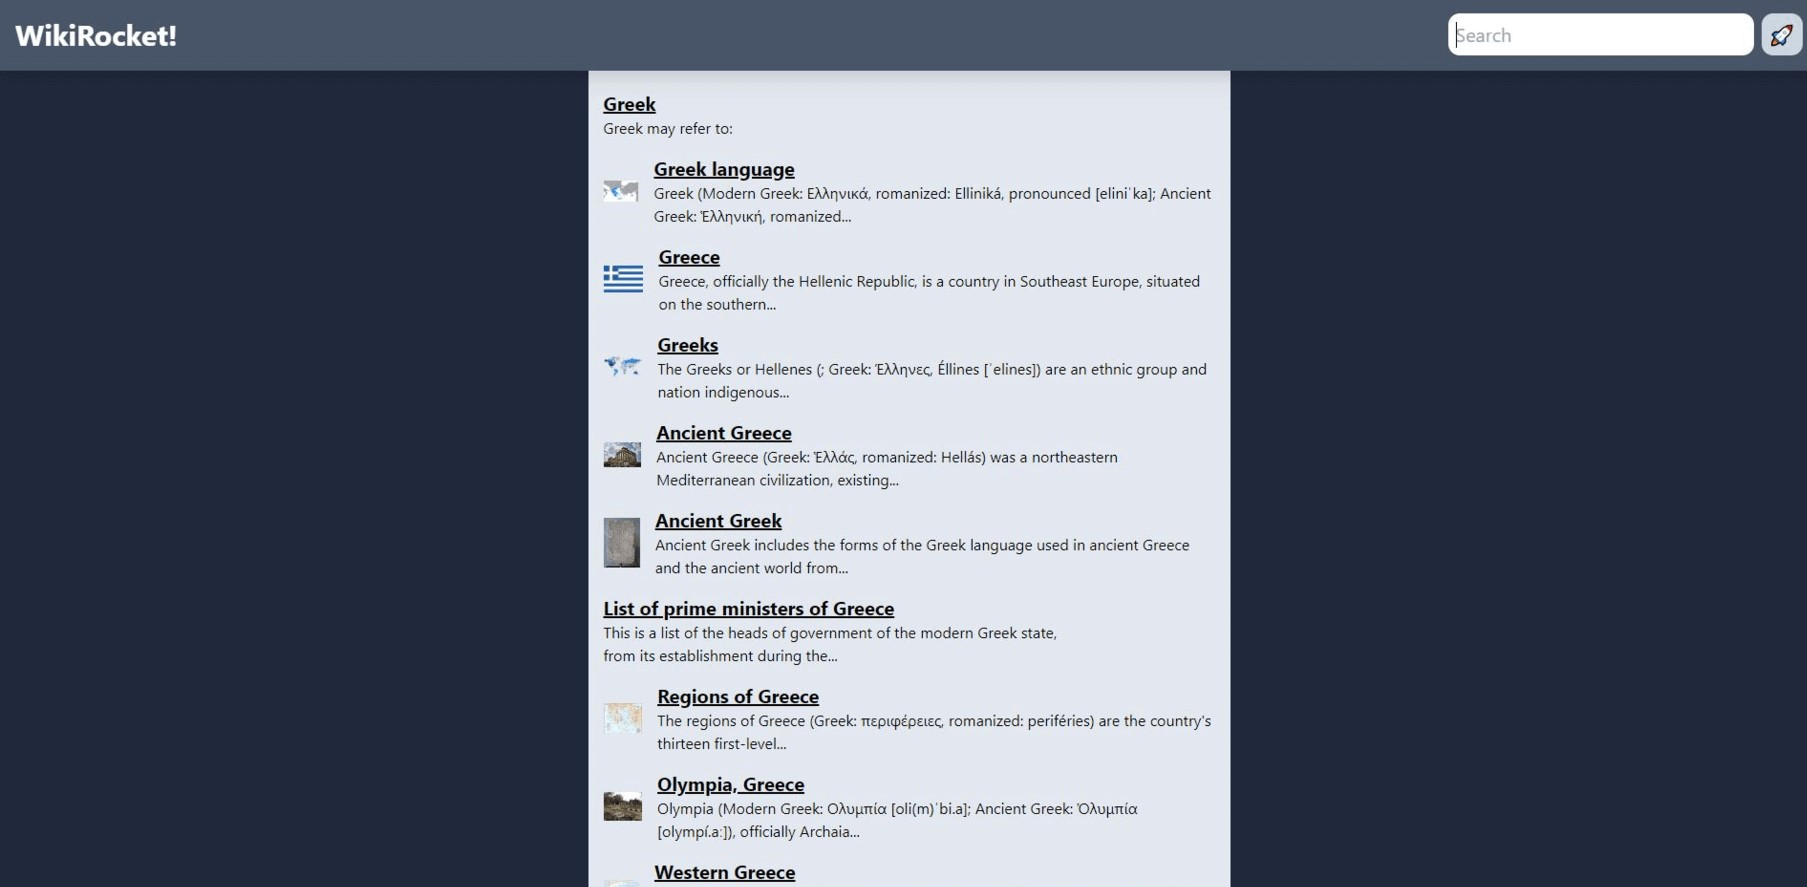 WikiRocket!
Search
Greek
Greek may refer to:
Greek language
Greek (Modern Greek: Ελληνικά, romanized: Elliniká, pronounced [eliniˈka]; Ancient
Greek: Ἑλληνική, romanized...
Greece
Greece, officially the Hellenic Republic, is a country in Southeast Europe, situated
on the southern...
Greeks
The Greeks or Hellenes (; Greek: Έλληνες, Éllines [ˈelines]) are an ethnic group and
nation indigenous...
Ancient Greece
Ancient Greece (Greek: Ἑλλάς, romanized: Hellás) was a northeastern
Mediterranean civilization, existing...
Ancient Greek
Ancient Greek includes the forms of the Greek language used in ancient Greece
and the ancient world from...
List of prime ministers of Greece
This is a list of the heads of government of the modern Greek state,
from its establishment during the...
Regions of Greece
The regions of Greece (Greek: περιφέρειες, romanized: periféries) are the country's
thirteen first-level...
Olympia, Greece
Olympia (Modern Greek: Ολυμπία [oli(m)ˈbi.a]; Ancient Greek: Ὀλυμπία
[olympí.aː]), officially Archaia...
Western Greece